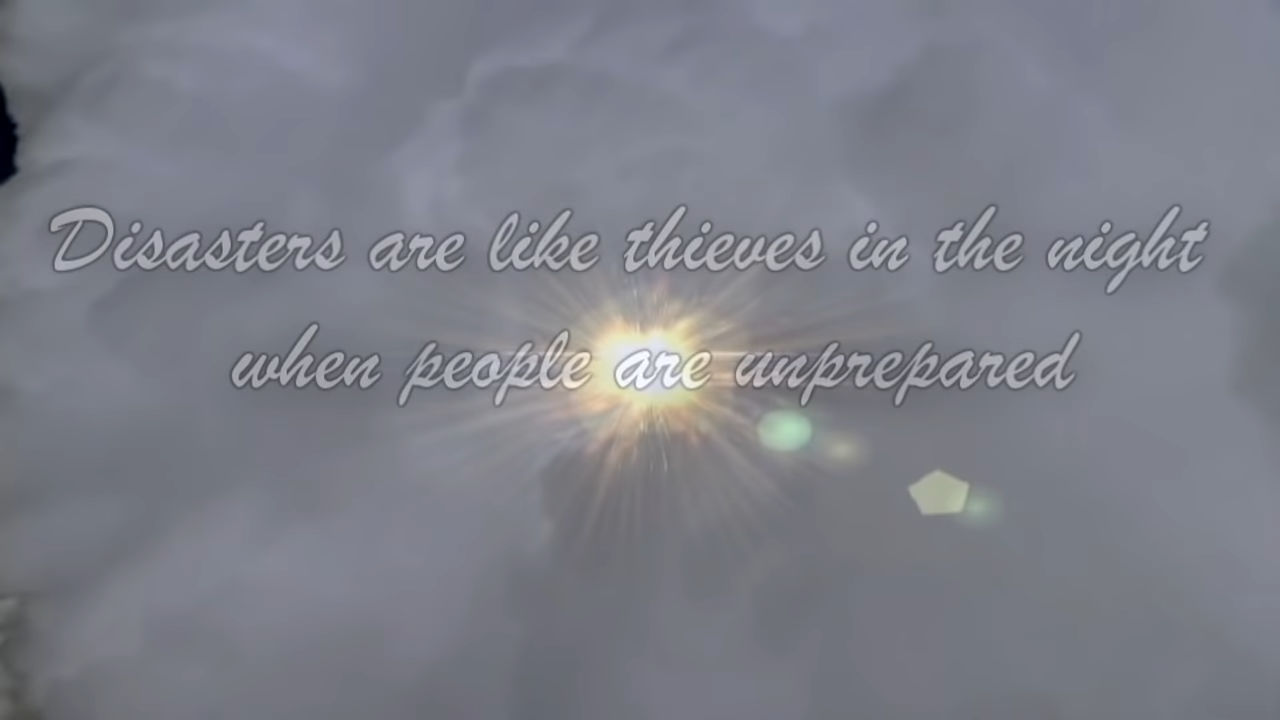 Disasters are like thieves in the night
when people are unprepared